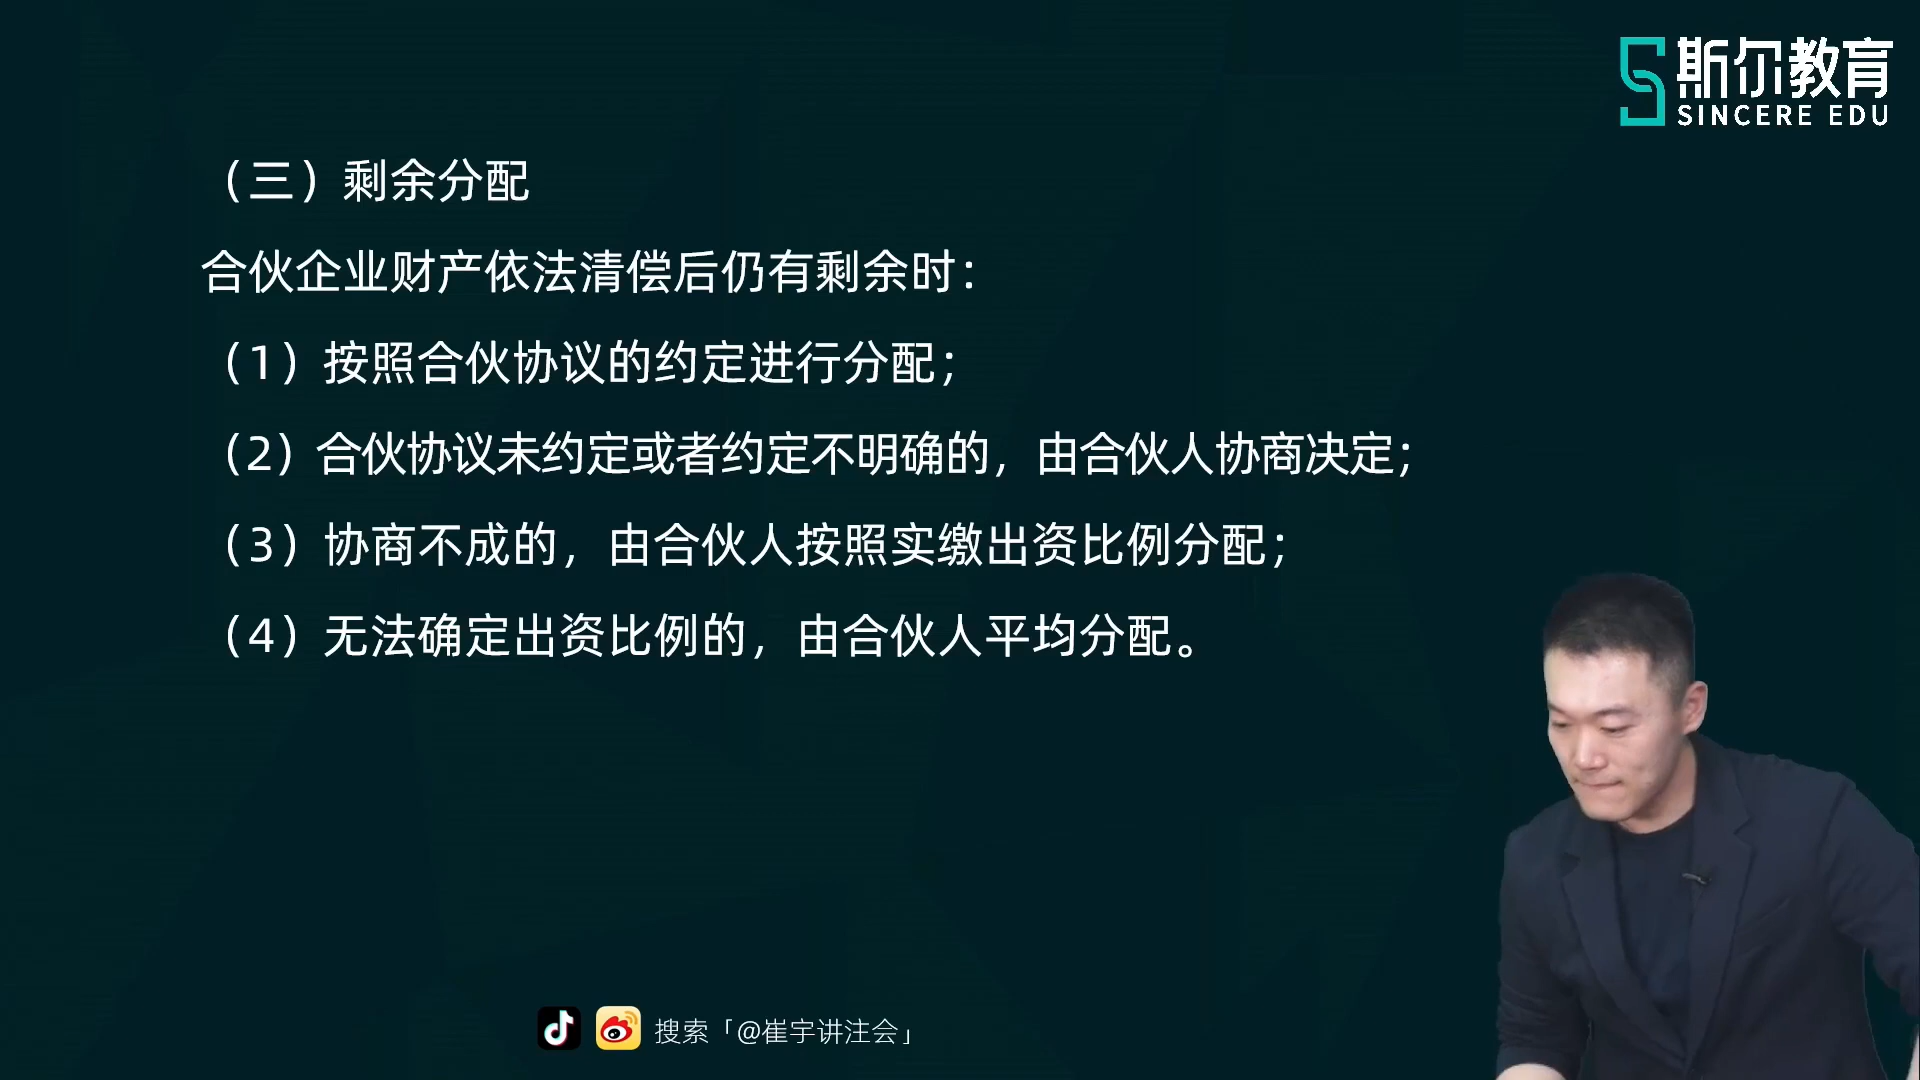 斯尔教育
SINCERE EDU
（三）剩余分配
合伙企业财产依法清偿后仍有剩余时：
（1）按照合伙协议的约定进行分配；
（2）合伙协议未约定或者约定不明确的，由合伙人协商决定；
（3）协商不成的，由合伙人按照实缴出资比例分配；
（4）无法确定出资比例的，由合伙人平均分配。
搜索「@崔宇讲注会」